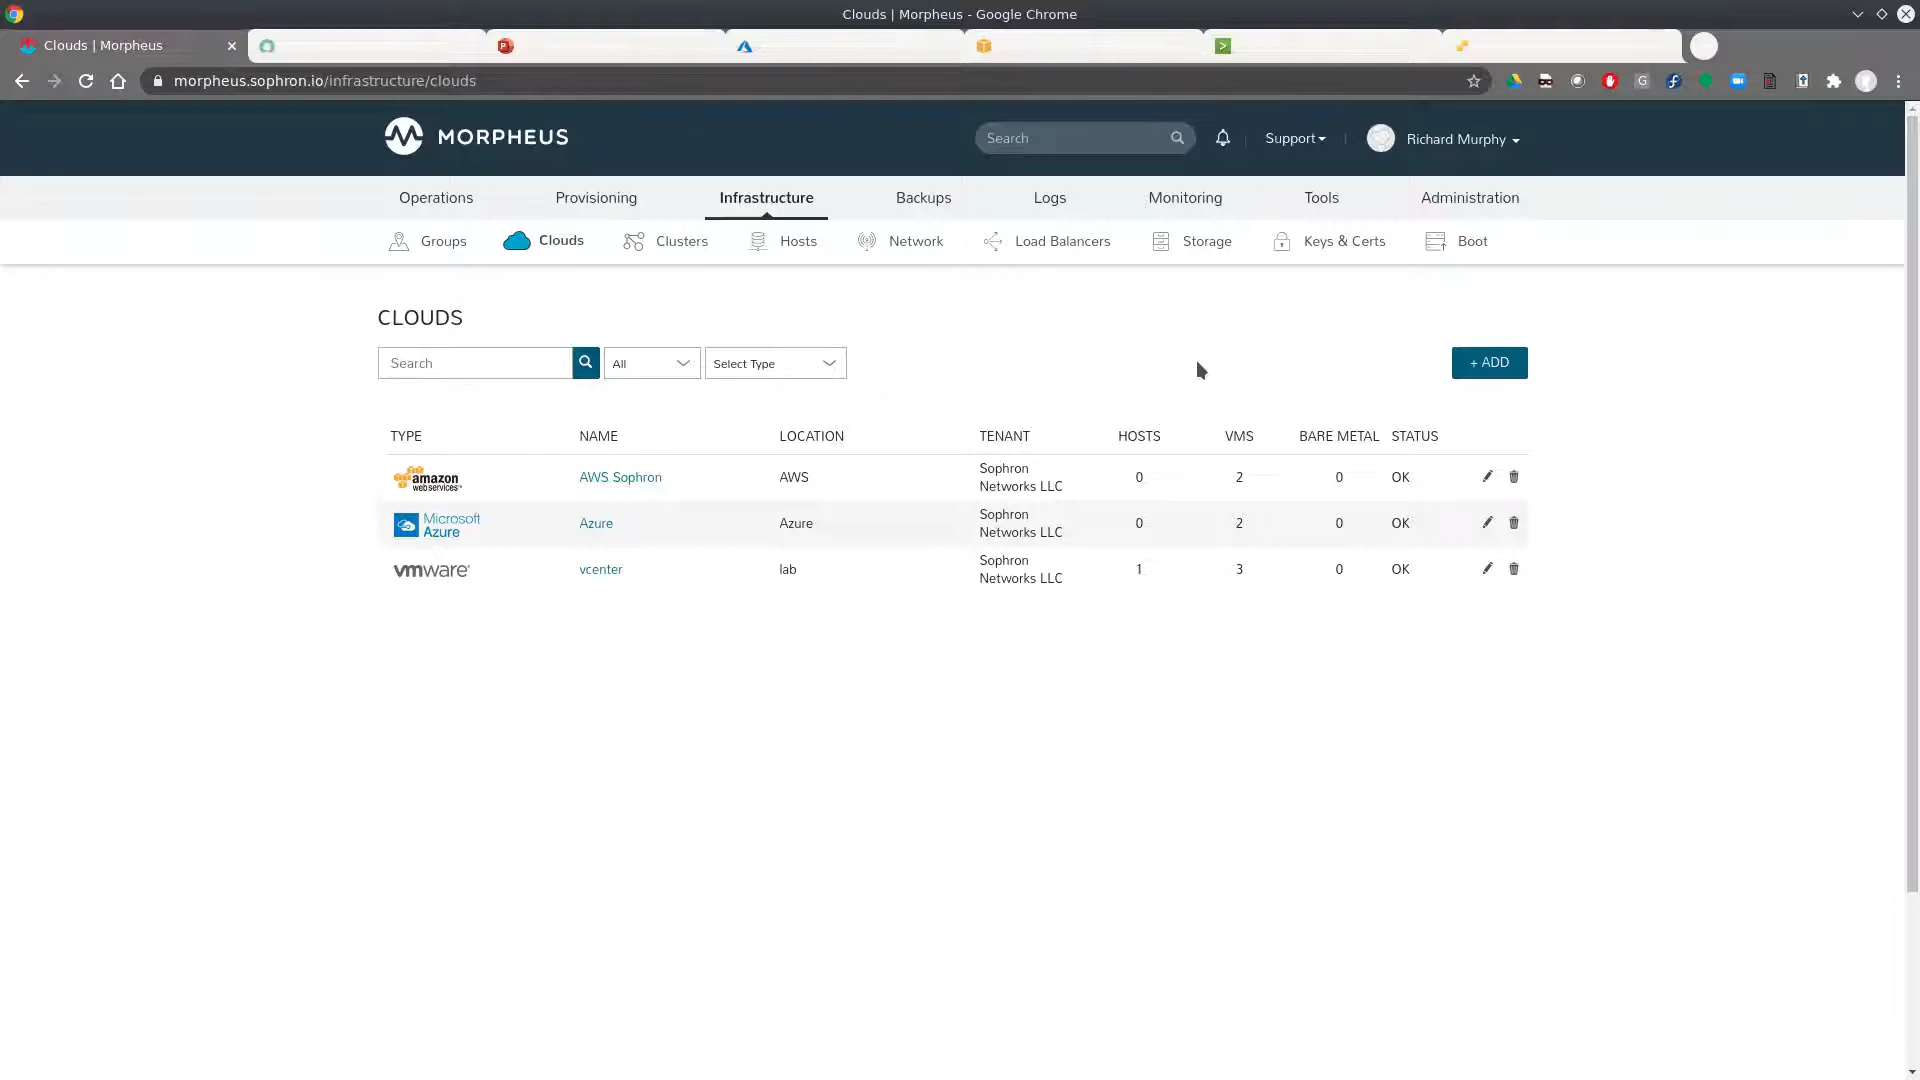 Clouds | Morpheus - Google Chrome
Clouds | Morpheus
morpheus.sophron.io/infrastructure/clouds
MORPHEUS
Search
Support
Richard Murphy
Operations
Provisioning
Infrastructure
Backups
Logs
Monitoring
Tools
Administration
Groups
Clouds
Clusters
Hosts
Network
Load Balancers
Storage
Keys & Certs
Boot
CLOUDS
Search
All
Select Type
+ ADD
TYPE NAME LOCATION TENANT HOSTS VMS BARE METAL STATUS
amazon
webservices
AWS Sophron
AWS
Sophron
Networks LLC
0 2 0 OK
Microsoft
Azure
Azure
Azure
Sophron
Networks LLC
0 2 0 OK
vmware
vcenter
lab
Sophron
Networks LLC
1 3 0 OK